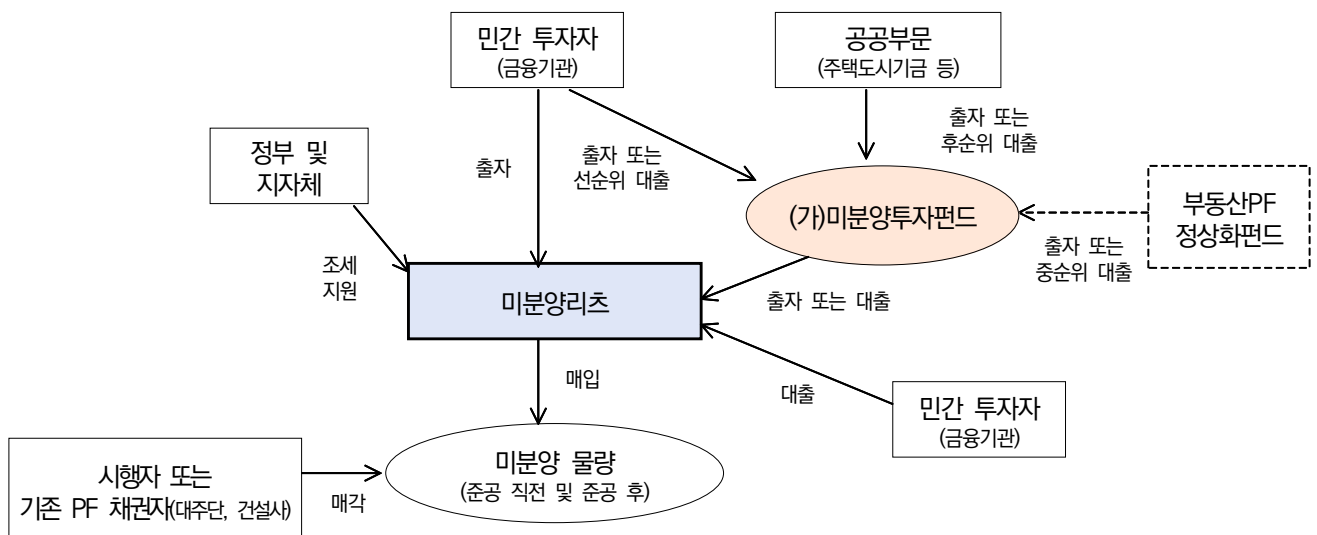 민간 투자자
(금융기관)
공공부문
(주택도시기금 등)
출자 또는
후순위 대출
정부 및
지자체
출자
출자 또는
선순위 대출
(가)미분양투자펀드
부동산PF
정상화펀드
출자 또는
중순위 대출
조세
지원
미분양리츠
출자 또는 대출
매입
대출
민간 투자자
(금융기관)
시행자 또는
기존 PF 채권자(대주단, 건설사)
매각
미분양 물량
(준공 직전 및 준공 후)